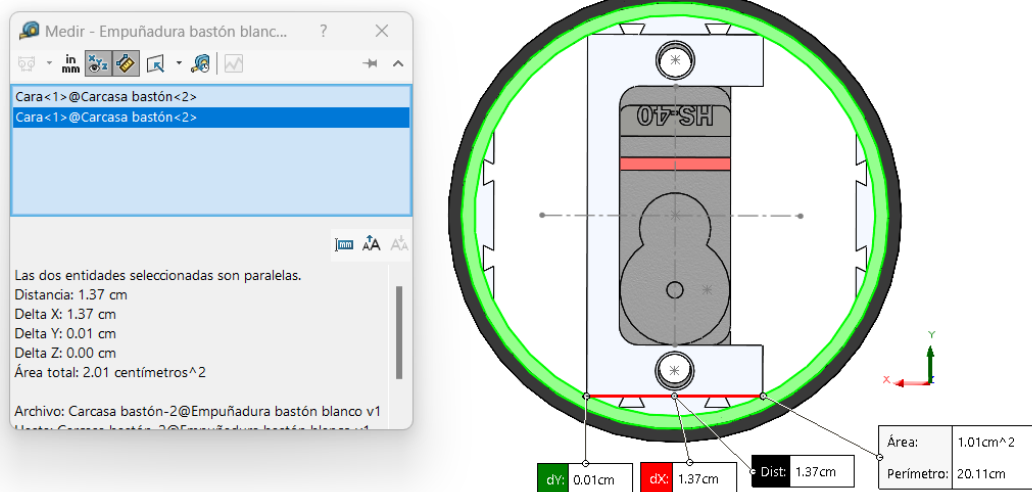 Medir - Empuñadura bastón blanc... ?
in
mm
Cara<1>@Carcasa bastón<2>
Cara<1>@Carcasa bastón<2>
Las dos entidades seleccionadas son paralelas.
Distancia: 1.37 cm
Delta X: 1.37 cm
Delta Y: 0.01 cm
Delta Z: 0.00 cm
Área total: 2.01 centímetros^2
Archivo: Carcasa bastón-2@Empuñadura bastón blanco v1
HS-40
Y
X
Área: 1.01cm^2
Perímetro: 20.11cm
dY: 0.01cm
dX: 1.37cm
Dist: 1.37cm